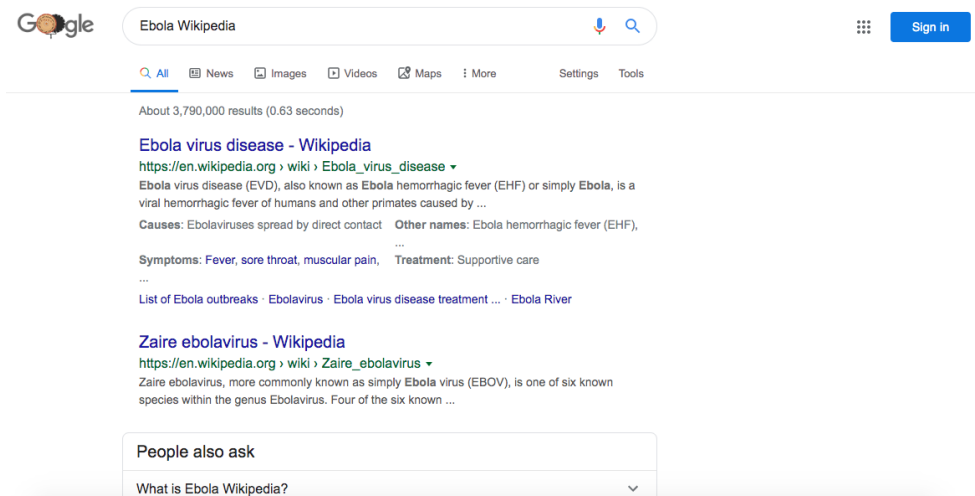 Google
Ebola Wikipedia
Sign in
All News Images Videos Maps More Settings Tools
About 3,790,000 results (0.63 seconds)
Ebola virus disease - Wikipedia
https://en.wikipedia.org › wiki › Ebola_virus_disease
Ebola virus disease (EVD), also known as Ebola hemorrhagic fever (EHF) or simply Ebola, is a
viral hemorrhagic fever of humans and other primates caused by ...
Causes: Ebolaviruses spread by direct contact Other names: Ebola hemorrhagic fever (EHF),
...
Symptoms: Fever, sore throat, muscular pain, Treatment: Supportive care
...
List of Ebola outbreaks · Ebolavirus · Ebola virus disease treatment ... · Ebola River
Zaire ebolavirus - Wikipedia
https://en.wikipedia.org › wiki › Zaire_ebolavirus
Zaire ebolavirus, more commonly known as simply Ebola virus (EBOV), is one of six known
species within the genus Ebolavirus. Four of the six known ...
People also ask
What is Ebola Wikipedia?